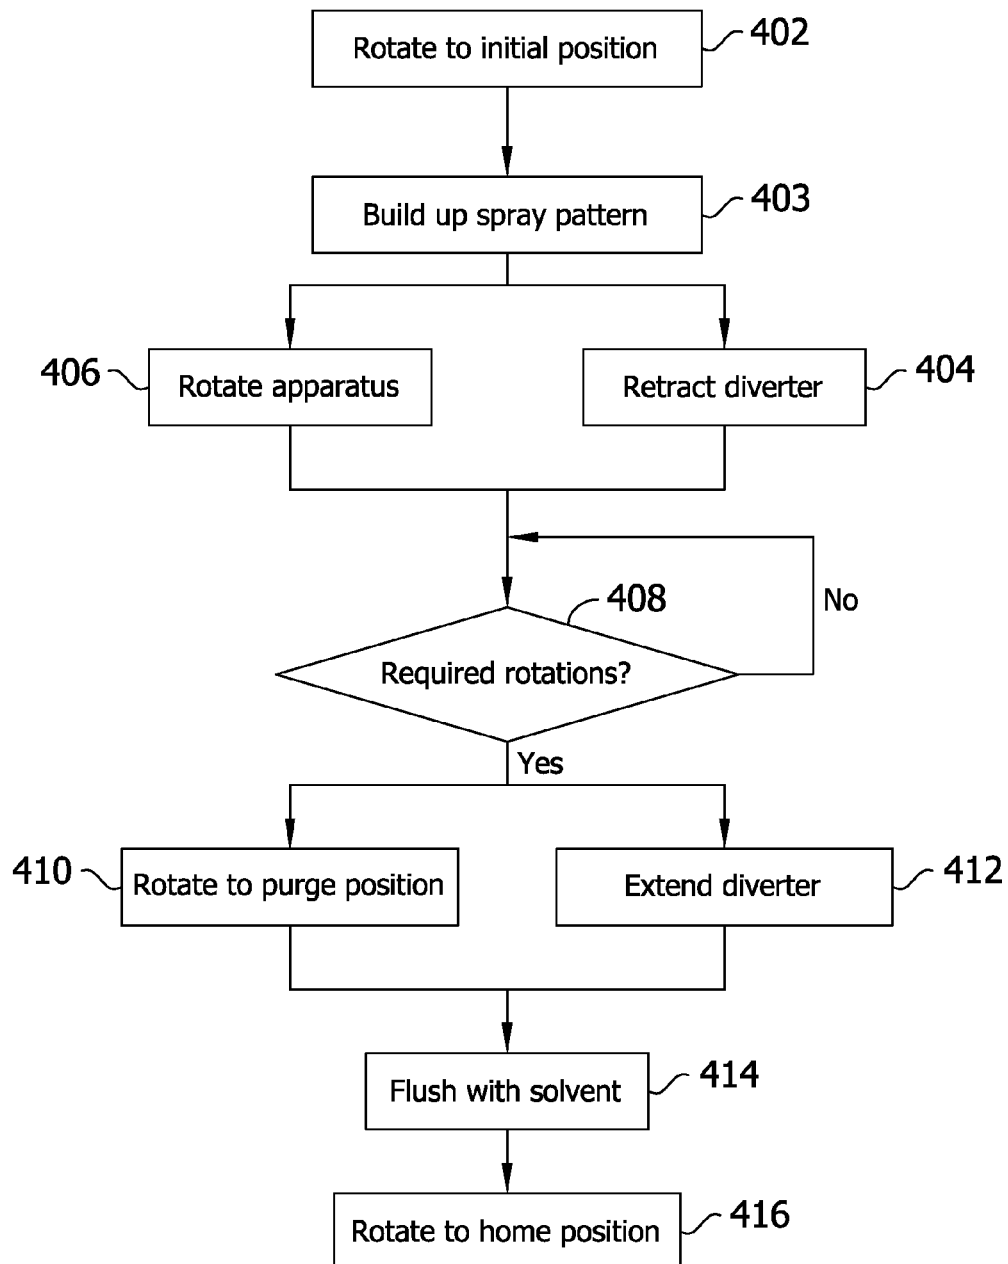 Rotate to initial position
402
Build up spray pattern
403
406
Rotate apparatus
Retract diverter
404
408
No
Required rotations?
Yes
410
Rotate to purge position
Extend diverter
412
Flush with solvent
414
Rotate to home position
416